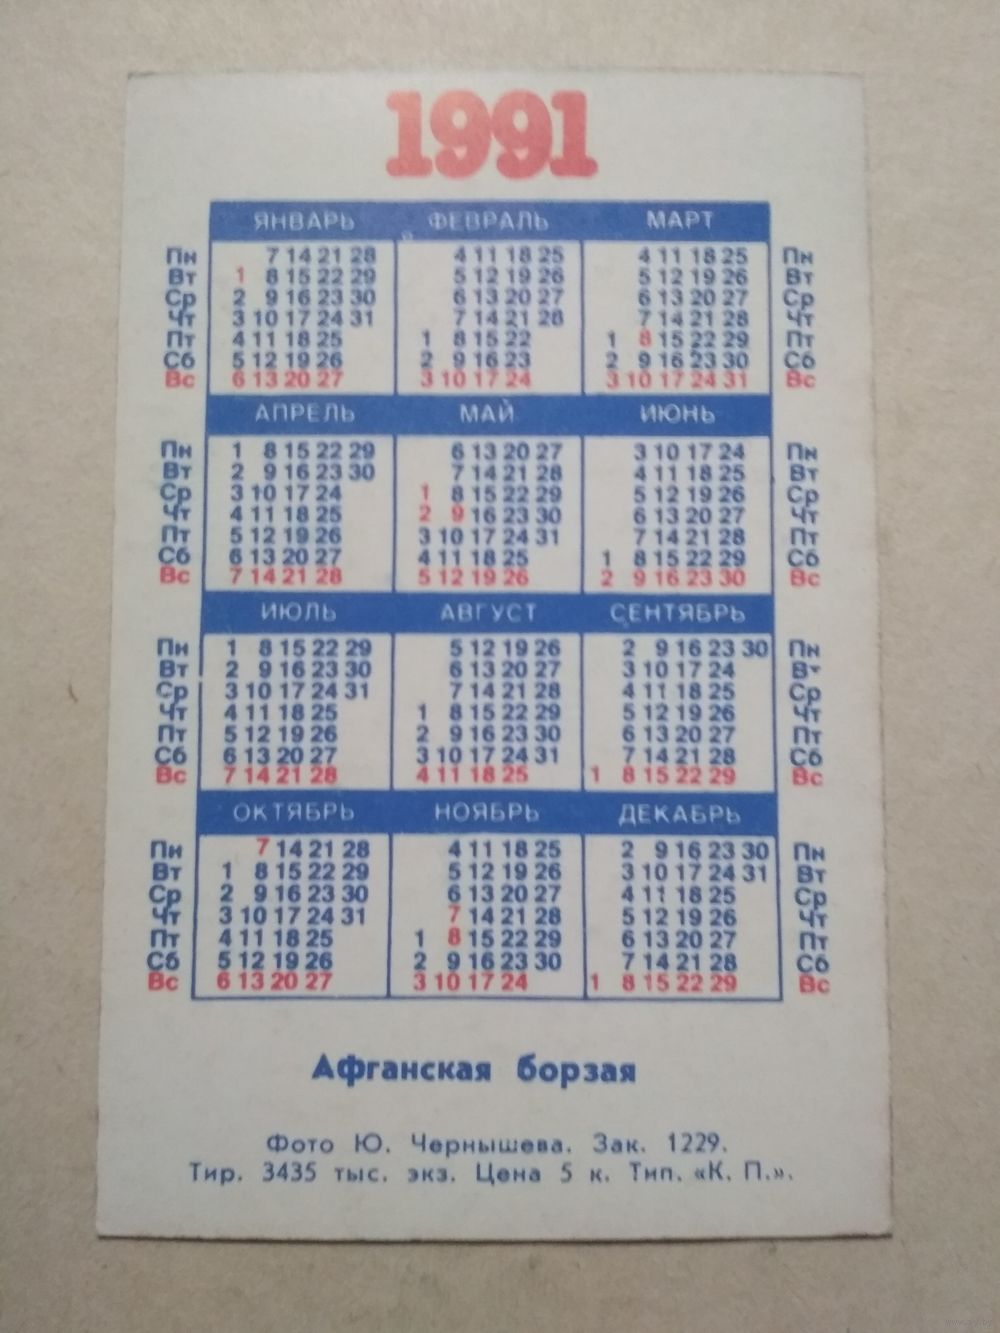 1991
ЯНВАРЬ ФЕВРАЛЬ МАРТ
Пн 7 14 21 28 4 11 18 25 4 11 18 25 Пн
Вт 1 8 15 22 29 5 12 19 26 5 12 19 26 Вт
Ср 2 9 16 23 30 6 13 20 27 6 13 20 27 Ср
Чт 3 10 17 24 31 7 14 21 28 7 14 21 28 Чт
Пт 4 11 18 25 1 8 15 22 1 8 15 22 29 Пт
Сб 5 12 19 26 2 9 16 23 2 9 16 23 30 Сб
Вс 6 13 20 27 3 10 17 24 3 10 17 24 31 Вс
АПРЕЛЬ МАЙ ИЮНЬ
Пн 1 8 15 22 29 6 13 20 27 3 10 17 24 Пн
Вт 2 9 16 23 30 7 14 21 28 4 11 18 25 Вт
Ср 3 10 17 24 1 8 15 22 29 5 12 19 26 Ср
Чт 4 11 18 25 2 9 16 23 30 6 13 20 27 Чт
Пт 5 12 19 26 3 10 17 24 31 7 14 21 28 Пт
Сб 6 13 20 27 4 11 18 25 1 8 15 22 29 Сб
Вс 7 14 21 28 5 12 19 26 2 9 16 23 30 Вс
ИЮЛЬ АВГУСТ СЕНТЯБРЬ
Пн 1 8 15 22 29 5 12 19 26 2 9 16 23 30 Пн
Вт 2 9 16 23 30 6 13 20 27 3 10 17 24 Вт
Ср 3 10 17 24 31 7 14 21 28 4 11 18 25 Ср
Чт 4 11 18 25 1 8 15 22 29 5 12 19 26 Чт
Пт 5 12 19 26 2 9 16 23 30 6 13 20 27 Пт
Сб 6 13 20 27 3 10 17 24 31 7 14 21 28 Сб
Вс 7 14 21 28 4 11 18 25 1 8 15 22 29 Вс
ОКТЯБРЬ НОЯБРЬ ДЕКАБРЬ
Пн 7 14 21 28 4 11 18 25 2 9 16 23 30 Пн
Вт 1 8 15 22 29 5 12 19 26 3 10 17 24 31 Вт
Ср 2 9 16 23 30 6 13 20 27 4 11 18 25 Ср
Чт 3 10 17 24 31 7 14 21 28 5 12 19 26 Чт
Пт 4 11 18 25 1 8 15 22 29 6 13 20 27 Пт
Сб 5 12 19 26 2 9 16 23 30 7 14 21 28 Сб
Вс 6 13 20 27 3 10 17 24 1 8 15 22 29 Вс
Афганская борзая
Фото Ю. Чернышева. Зак. 1229.
Тир. 3435 тыс. экз. Цена 5 к. Тип. «К. П.».